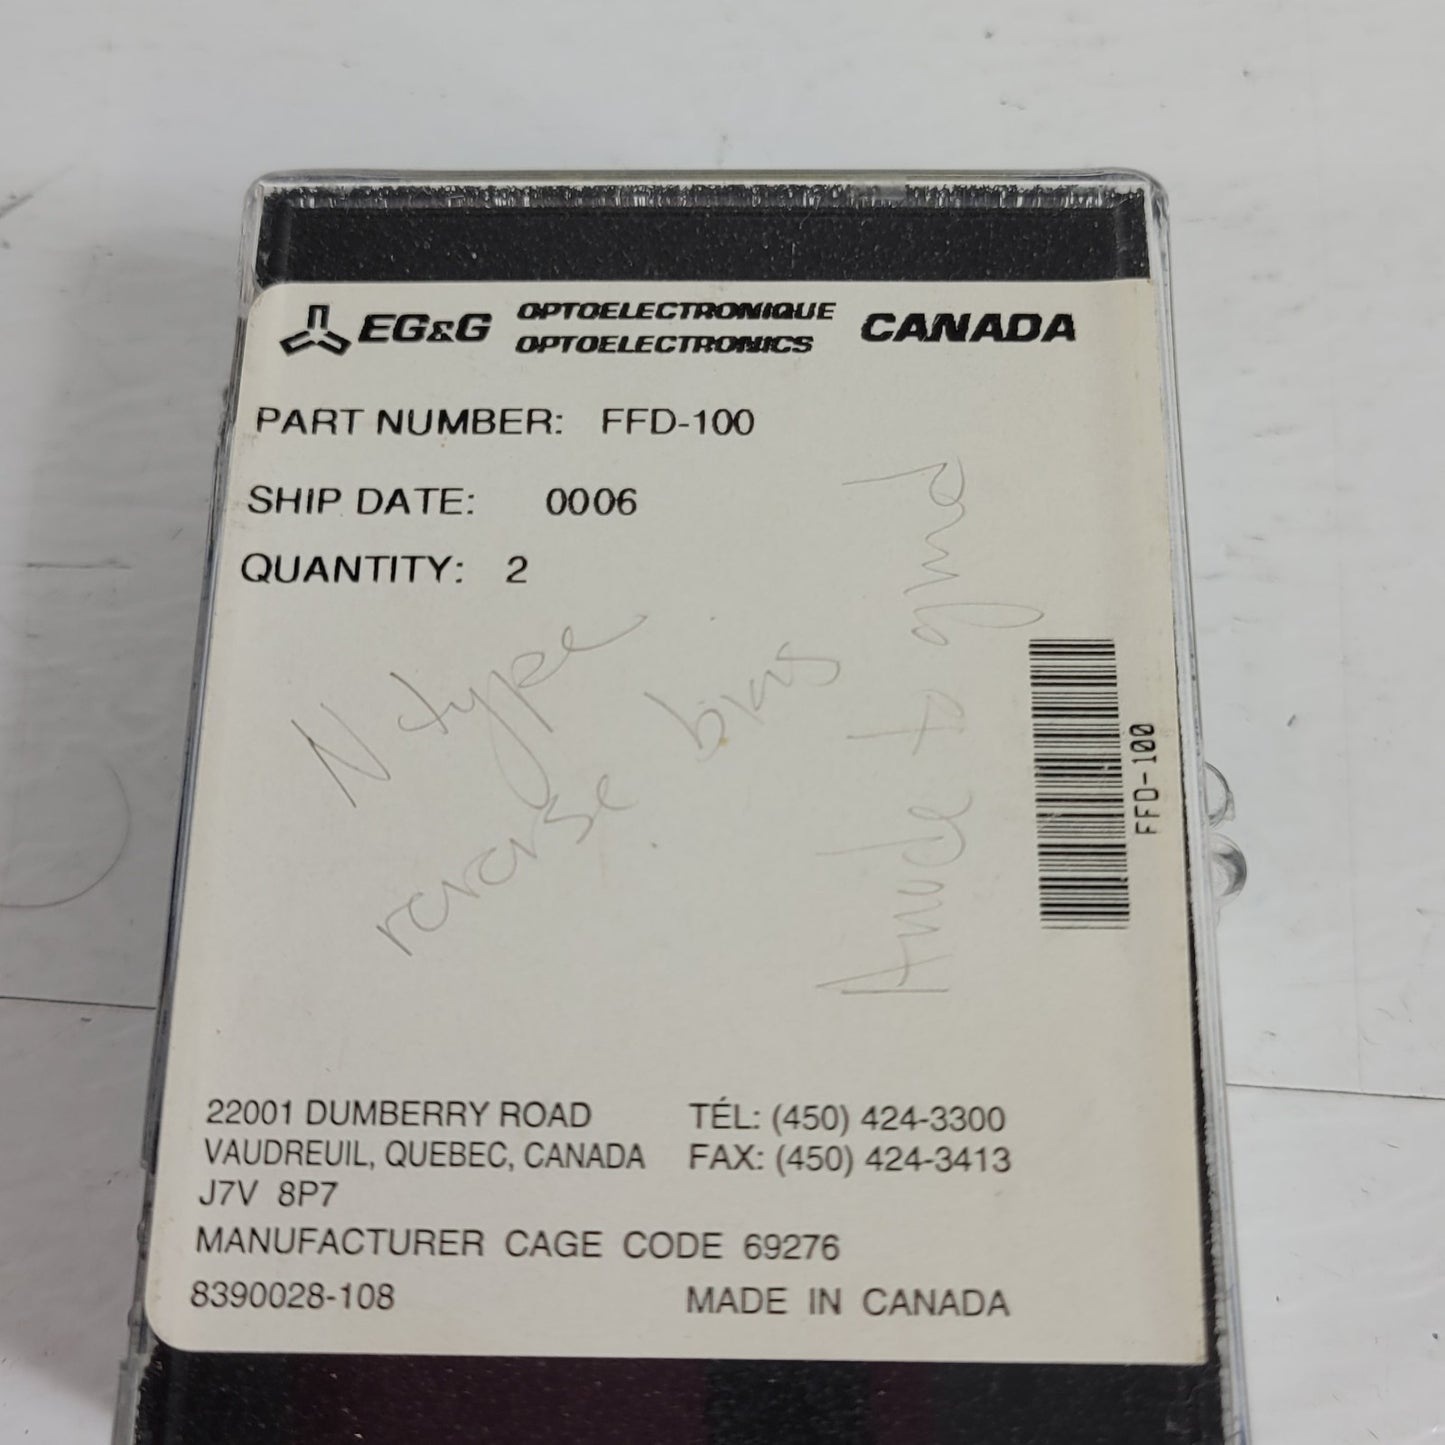 EG&G OPTOELECTRONIQUE OPTOELECTRONICS CANADA
PART NUMBER: FFD-100
SHIP DATE: 0006
QUANTITY: 2
N type
reverse bias
Anode +
FFD-100
22001 DUMBERRY ROAD
VAUDREUIL, QUEBEC, CANADA
J7V 8P7
TÉL: (450) 424-3300
FAX: (450) 424-3413
MANUFACTURER CAGE CODE 69276
8390028-108
MADE IN CANADA